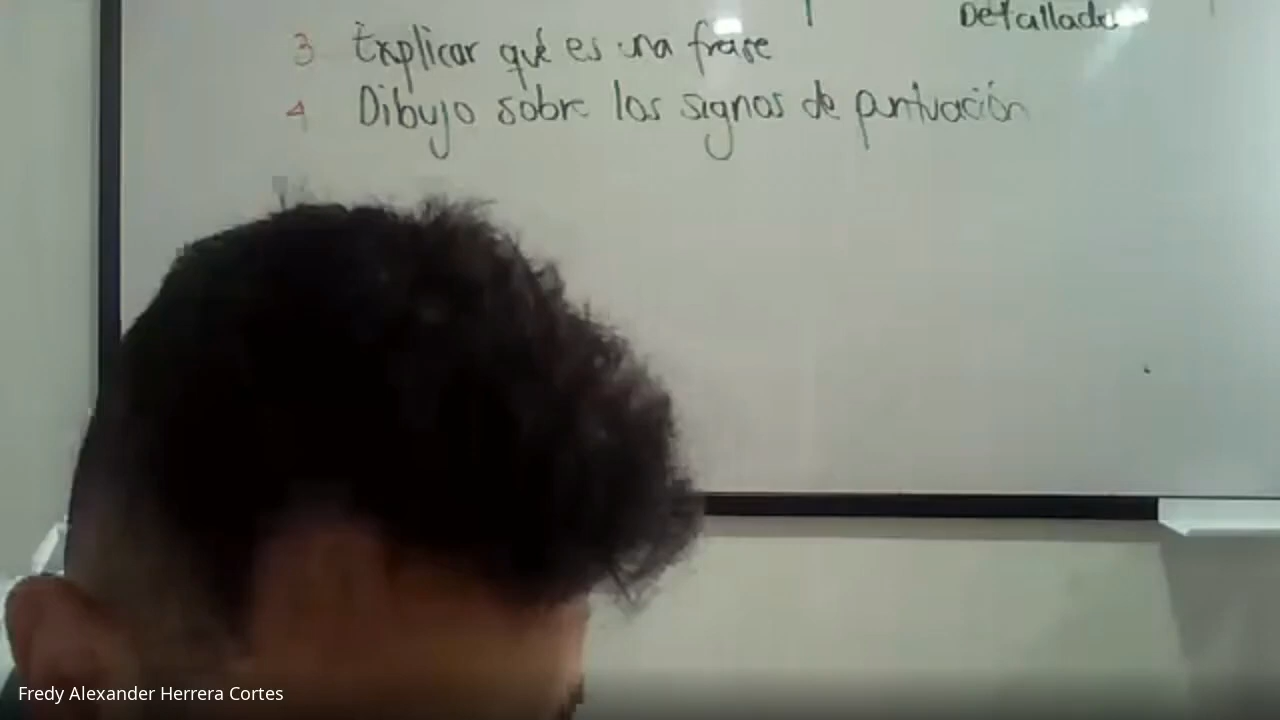 Detallado
3 Explicar qué es una frase
4 Dibujo sobre los signos de puntuación
Fredy Alexander Herrera Cortes